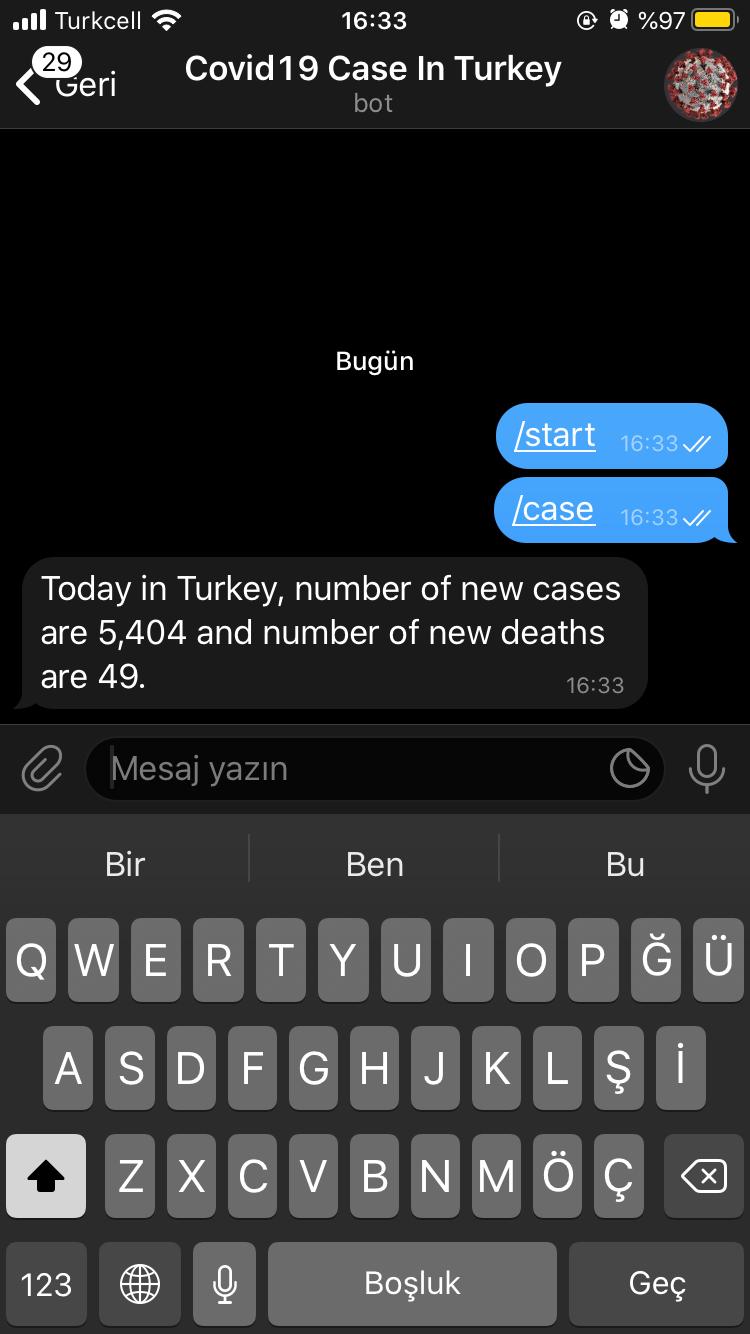 Turkcell 16:33 %97
29
Geri
Covid19 Case In Turkey
bot
Bugün
/start 16:33
/case 16:33
Today in Turkey, number of new cases
are 5,404 and number of new deaths
are 49.
16:33
Mesaj yazın
Bir Ben Bu
Q W E R T Y U I O P Ğ Ü
A S D F G H J K L Ş İ
Z X C V B N M Ö Ç
123 Boşluk Geç